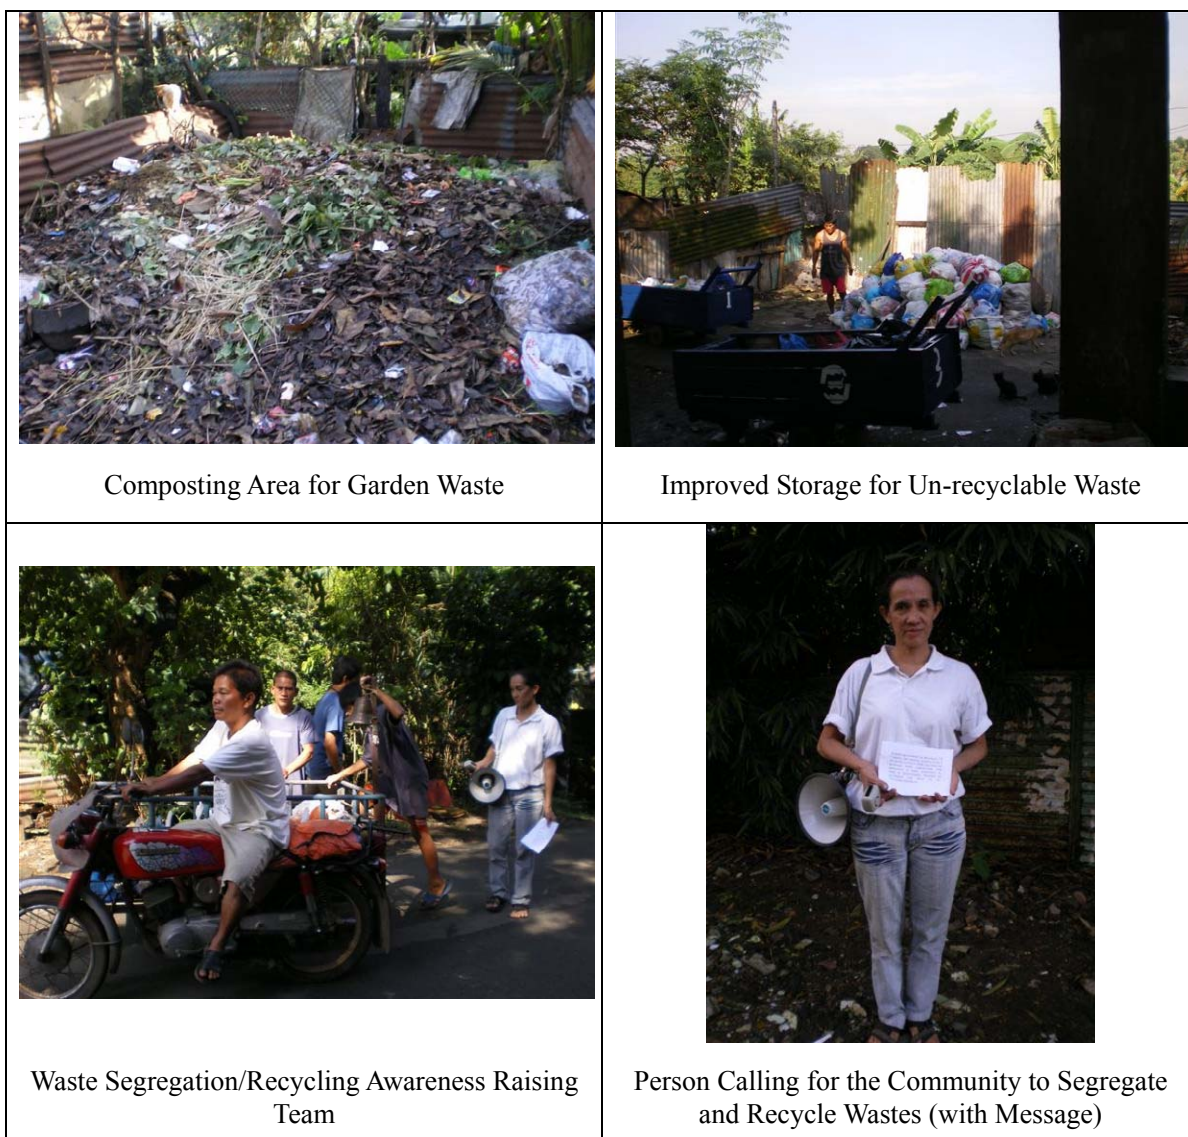 Composting Area for Garden Waste
Improved Storage for Un-recyclable Waste
1
Waste Segregation/Recycling Awareness Raising
Team
Person Calling for the Community to Segregate
and Recycle Wastes (with Message)